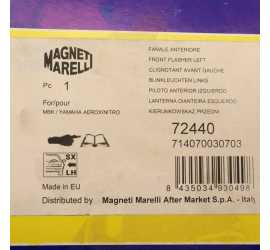 MAGNETI
MARELLI
Pc 1
For/pour
MBK / YAMAHA AEROX/NITRO
FANALE ANTERIORE
FRONT FLASHER LEFT
CLIGNOTANT AVANT GAUCHE
BLINKLEUCHTEN LINKS
PILOTO ANTERIOR IZQUIERDO
LANTERNA DIANTEIRA ESQUERDO
KIERUNKOWSKAZ PRZEDNI
72440
714070030703
SX
LH
Made in EU
8 435034 930498
Distributed by Magneti Marelli After Market S.p.A. - Italy